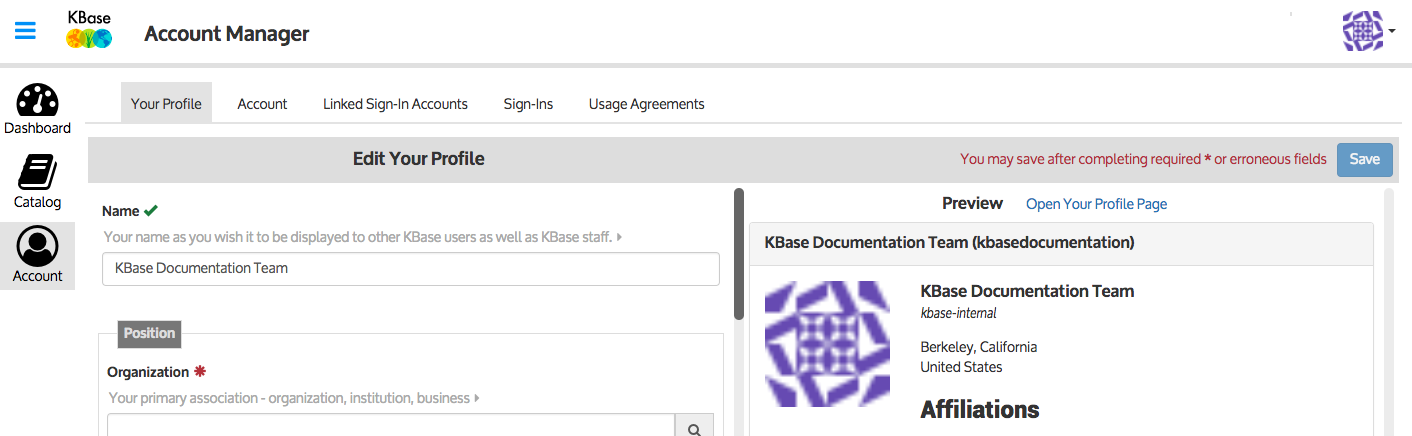 KBase
Account Manager
Dashboard
Catalog
Account
Your Profile Account Linked Sign-In Accounts Sign-Ins Usage Agreements
Edit Your Profile You may save after completing required * or erroneous fields Save
Name
Your name as you wish it to be displayed to other KBase users as well as KBase staff.
KBase Documentation Team
Position
Organization *
Your primary association - organization, institution, business
Preview Open Your Profile Page
KBase Documentation Team (kbasedocumentation)
KBase Documentation Team
kbase-internal
Berkeley, California
United States
Affiliations